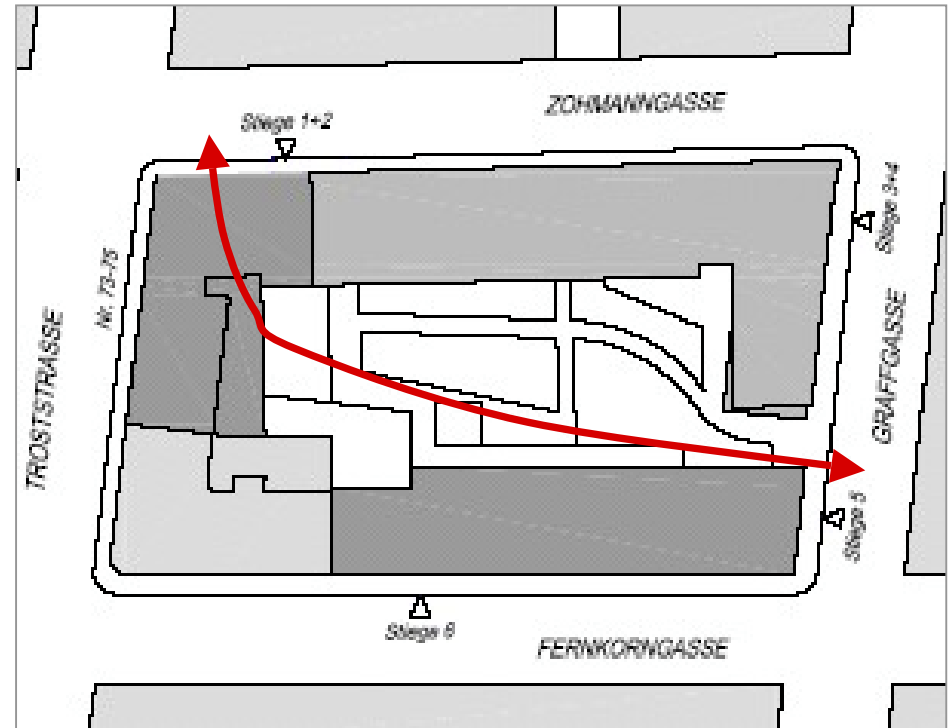 ZOHMANNGASSE
Stiege 1+2
Stiege 3+4
Nr. 73-75
TROSTSTRASSE
GRAFFGASSE
Stiege 5
Stiege 6
FERNKORNGASSE